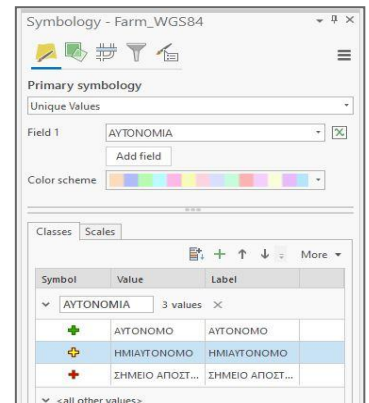 Symbology - Farm_WGS84
Primary symbology
Unique Values
Field 1 ΑΥΤΟΝΟΜΙΑ
Add field
Color scheme
Classes Scales
More
Symbol Value Label
ΑΥΤΟΝΟΜΙΑ 3 values
ΑΥΤΟΝΟΜΟ ΑΥΤΟΝΟΜΟ
ΗΜΙΑΥΤΟΝΟΜΟ ΗΜΙΑΥΤΟΝΟΜΟ
ΣΗΜΕΙΟ ΑΠΟΣΤ... ΣΗΜΕΙΟ ΑΠΟΣΤ...
<all other values>